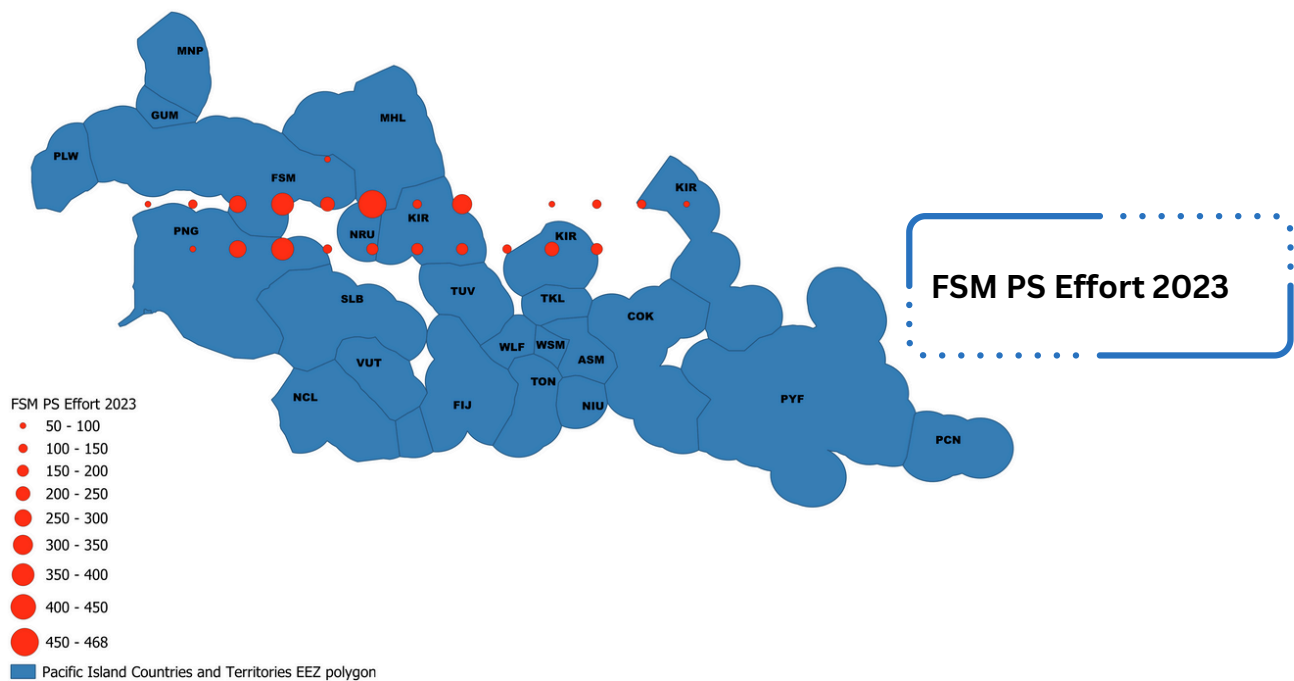 MNP
GUM
MHL
PLW
FSM
KIR
KIR
PNG
NRU
KIR
TUV
SLB
TKL
COK
WLF
WSM
ASM
VUT
TON
NCL
FIJ
NIU
PYF
PCN
FSM PS Effort 2023
FSM PS Effort 2023
50 - 100
100 - 150
150 - 200
200 - 250
250 - 300
300 - 350
350 - 400
400 - 450
450 - 468
Pacific Island Countries and Territories EEZ polygon